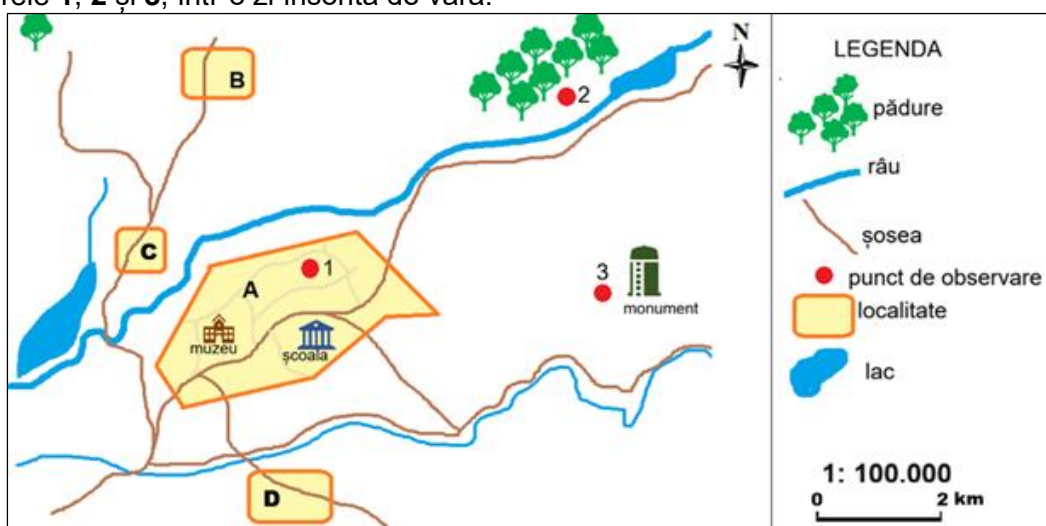 1, 2 și 3, într-o zi însorită de vară.
N
B
2
C
1
A
3
monument
muzeu
școala
D
LEGENDA
pădure
râu
șosea
punct de observare
localitate
lac
1: 100.000
0 2 km